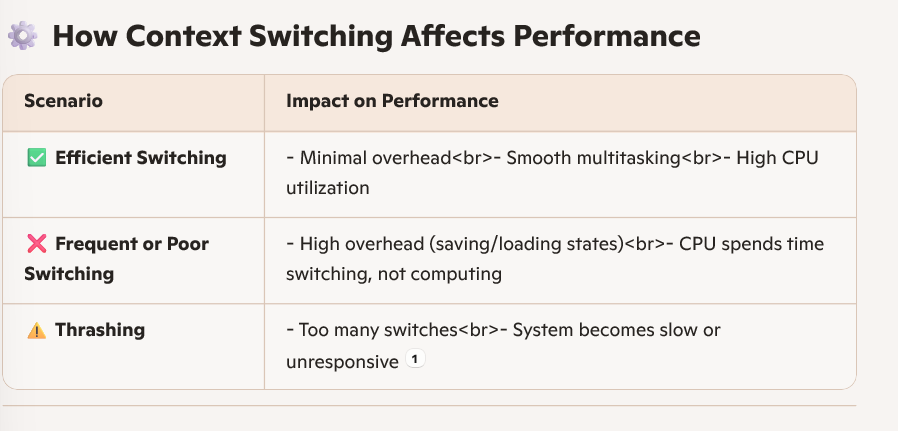 How Context Switching Affects Performance
Scenario
Impact on Performance
Efficient Switching
- Minimal overhead<br>- Smooth multitasking<br>- High CPU
utilization
Frequent or Poor
Switching
- High overhead (saving/loading states)<br>- CPU spends time
switching, not computing
Thrashing
- Too many switches<br>- System becomes slow or
unresponsive 1